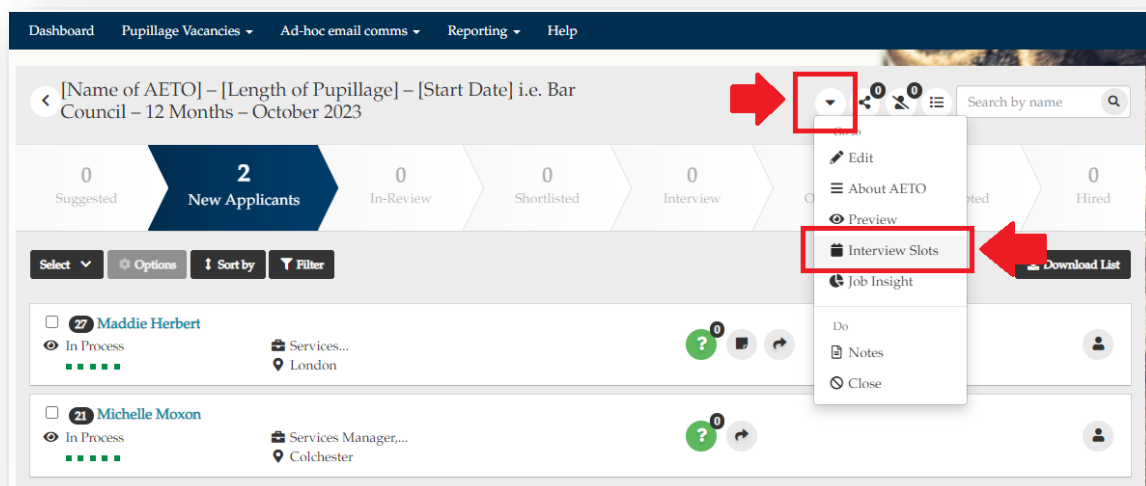 Dashboard Pupillage Vacancies Ad-hoc email comms Reporting Help
[Name of AETO] – [Length of Pupillage] – [Start Date] i.e. Bar
Council – 12 Months – October 2023
0 0
Search by name
Go to
Edit
About AETO
Preview
Interview Slots
Job Insight
Do
Notes
Close
0
Suggested
2
New Applicants
0
In-Review
0
Shortlisted
0
Interview
0
Hired
Select Options Sort by Filter
Download List
27 Maddie Herbert
In Process
Services...
London
? 0
21 Michelle Moxon
In Process
Services Manager,...
Colchester
? 0